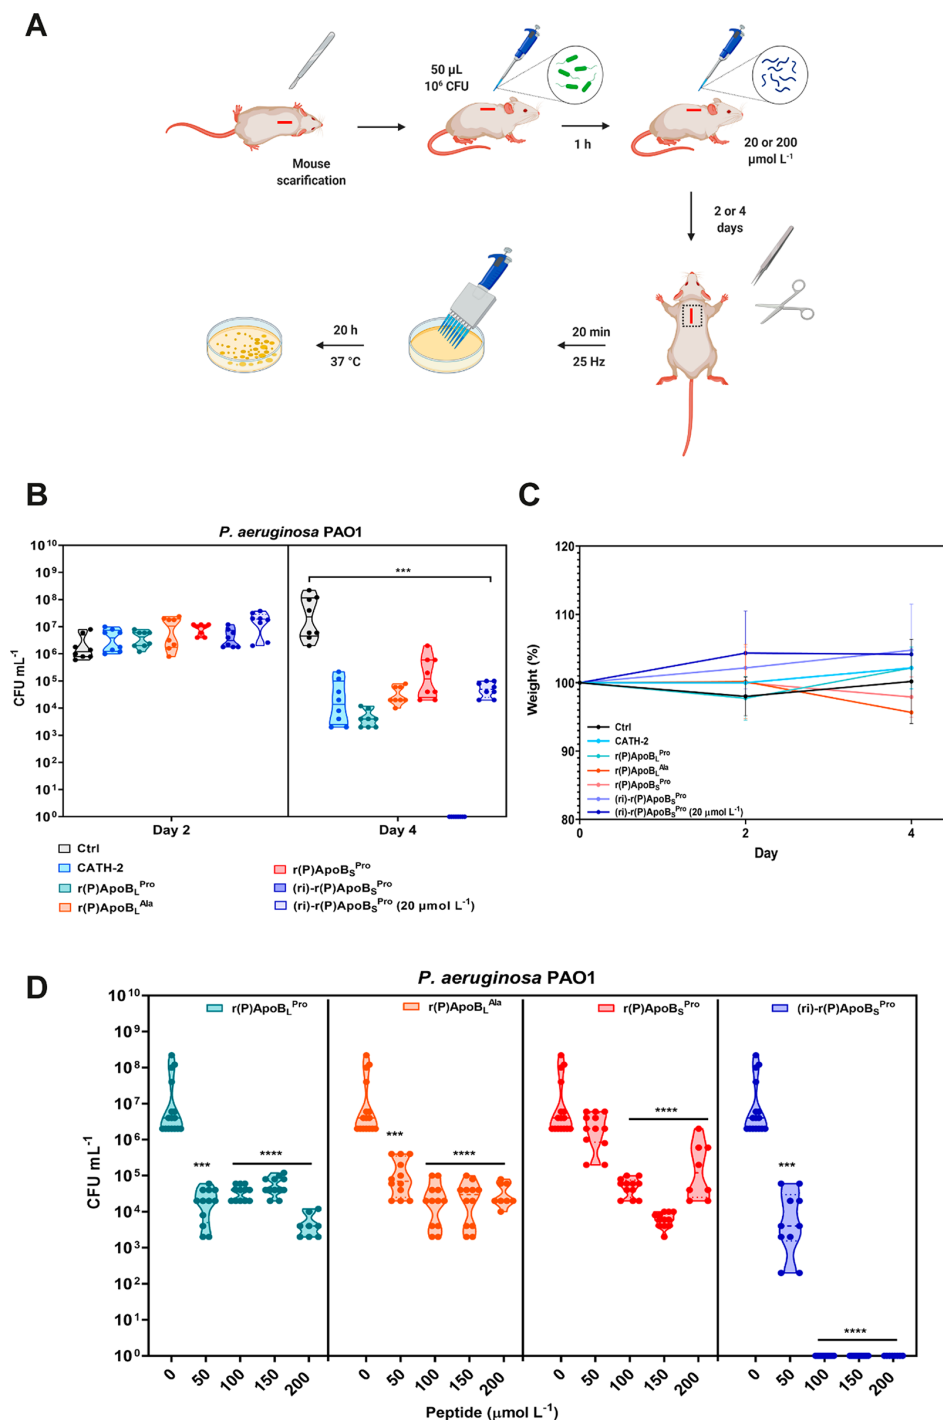 A
50 µL
10⁶ CFU
Mouse
scarification
1 h
20 or 200
µmol L⁻¹
2 or 4
days
20 h
37 °C
20 min
25 Hz
B
P. aeruginosa PAO1
CFU mL⁻¹
10¹⁰
10⁹
10⁸
10⁷
10⁶
10⁵
10⁴
10³
10²
10¹
10⁰
***
Day 2
Day 4
Ctrl
CATH-2
r(P)ApoB_L^Pro
r(P)ApoB_L^Ala
r(P)ApoB_S^Pro
(ri)-r(P)ApoB_S^Pro
(ri)-r(P)ApoB_S^Pro (20 µmol L⁻¹)
C
Weight (%)
120
110
100
90
80
Ctrl
CATH-2
r(P)ApoB_L^Pro
r(P)ApoB_L^Ala
r(P)ApoB_S^Pro
(ri)-r(P)ApoB_S^Pro
(ri)-r(P)ApoB_S^Pro (20 µmol L⁻¹)
0
2
4
Day
D
P. aeruginosa PAO1
CFU mL⁻¹
10¹⁰
10⁹
10⁸
10⁷
10⁶
10⁵
10⁴
10³
10²
10¹
10⁰
r(P)ApoB_L^Pro
r(P)ApoB_L^Ala
r(P)ApoB_S^Pro
(ri)-r(P)ApoB_S^Pro
*** ****
*** ****
****
*** ****
0 50 100 150 200
0 50 100 150 200
0 50 100 150 200
0 50 100 150 200
Peptide (µmol L⁻¹)